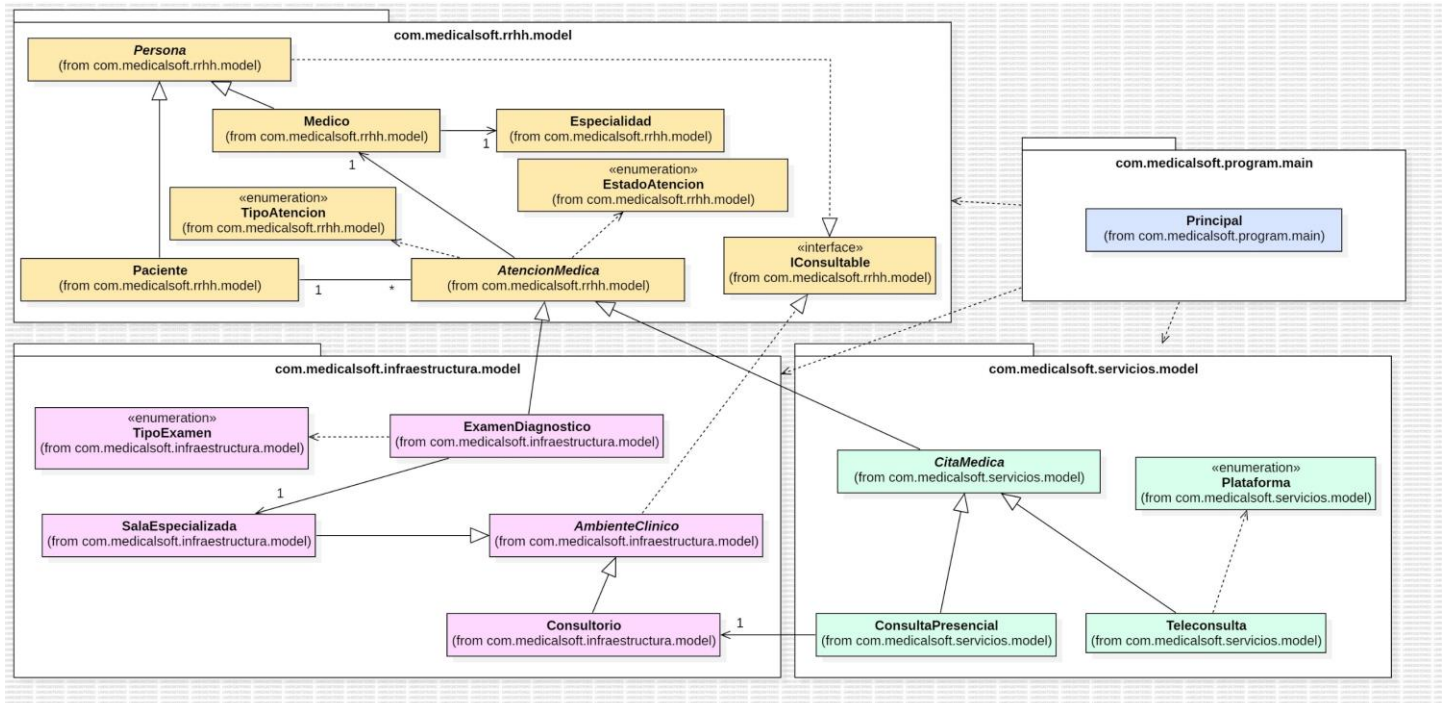 com.medicalsoft.rrhh.model
Persona
(from com.medicalsoft.rrhh.model)
Medico
(from com.medicalsoft.rrhh.model)
1
Especialidad
(from com.medicalsoft.rrhh.model)
1
«enumeration»
EstadoAtencion
(from com.medicalsoft.rrhh.model)
«enumeration»
TipoAtencion
(from com.medicalsoft.rrhh.model)
«interface»
IConsultable
(from com.medicalsoft.rrhh.model)
Paciente
(from com.medicalsoft.rrhh.model)
1
*
AtencionMedica
(from com.medicalsoft.rrhh.model)
com.medicalsoft.program.main
Principal
(from com.medicalsoft.program.main)
com.medicalsoft.infraestructura.model
«enumeration»
TipoExamen
(from com.medicalsoft.infraestructura.model)
ExamenDiagnostico
(from com.medicalsoft.infraestructura.model)
1
SalaEspecializada
(from com.medicalsoft.infraestructura.model)
AmbienteClinico
(from com.medicalsoft.infraestructura.model)
Consultorio
(from com.medicalsoft.infraestructura.model)
1
com.medicalsoft.servicios.model
CitaMedica
(from com.medicalsoft.servicios.model)
«enumeration»
Plataforma
(from com.medicalsoft.servicios.model)
ConsultaPresencial
(from com.medicalsoft.servicios.model)
Teleconsulta
(from com.medicalsoft.servicios.model)